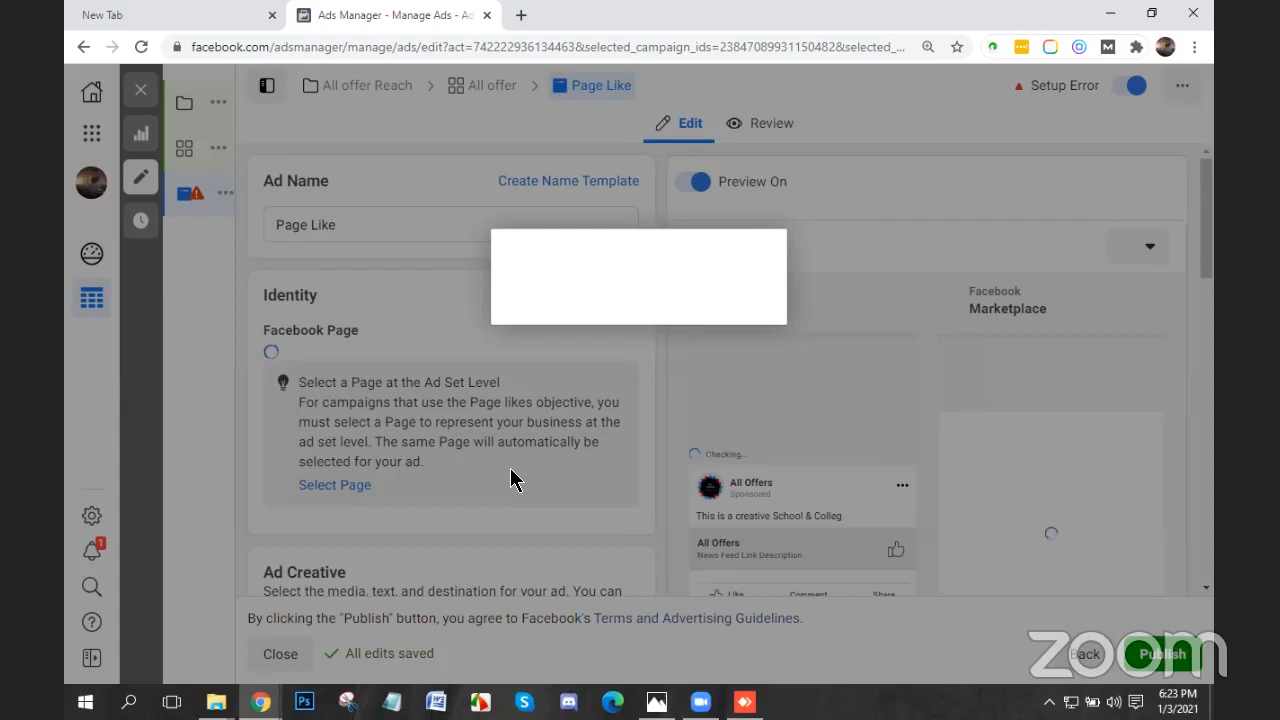 New Tab
Ads Manager - Manage Ads - Ad
facebook.com/adsmanager/manage/ads/edit?act=742222936134463&selected_campaign_ids=23847089931150482&selected_...
All offer Reach
All offer
Page Like
Setup Error
Edit
Review
Ad Name
Create Name Template
Page Like
Preview On
Identity
Facebook Page
Select a Page at the Ad Set Level
For campaigns that use the Page likes objective, you
must select a Page to represent your business at the
ad set level. The same Page will automatically be
selected for your ad.
Select Page
Facebook
Marketplace
Checking...
All Offers
Sponsored
This is a creative School & Colleg
All Offers
News Feed Link Description
Like
Comment
Share
Ad Creative
Select the media, text, and destination for your ad. You can
1
By clicking the "Publish" button, you agree to Facebook's Terms and Advertising Guidelines.
Close
All edits saved
Back
Publish
zoom
6:23 PM
1/3/2021